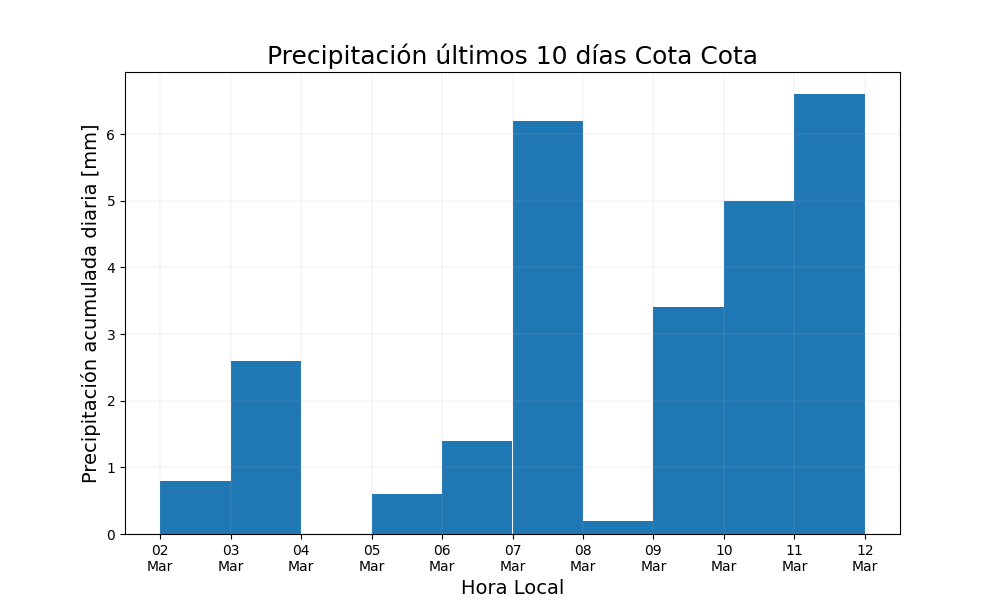 Precipitación últimos 10 días Cota Cota
Precipitación acumulada diaria [mm]
6
5
4
3
2
1
0
02 03 04 05 06 07 08 09 10 11 12
Mar Mar Mar Mar Mar Mar Mar Mar Mar Mar Mar
Hora Local